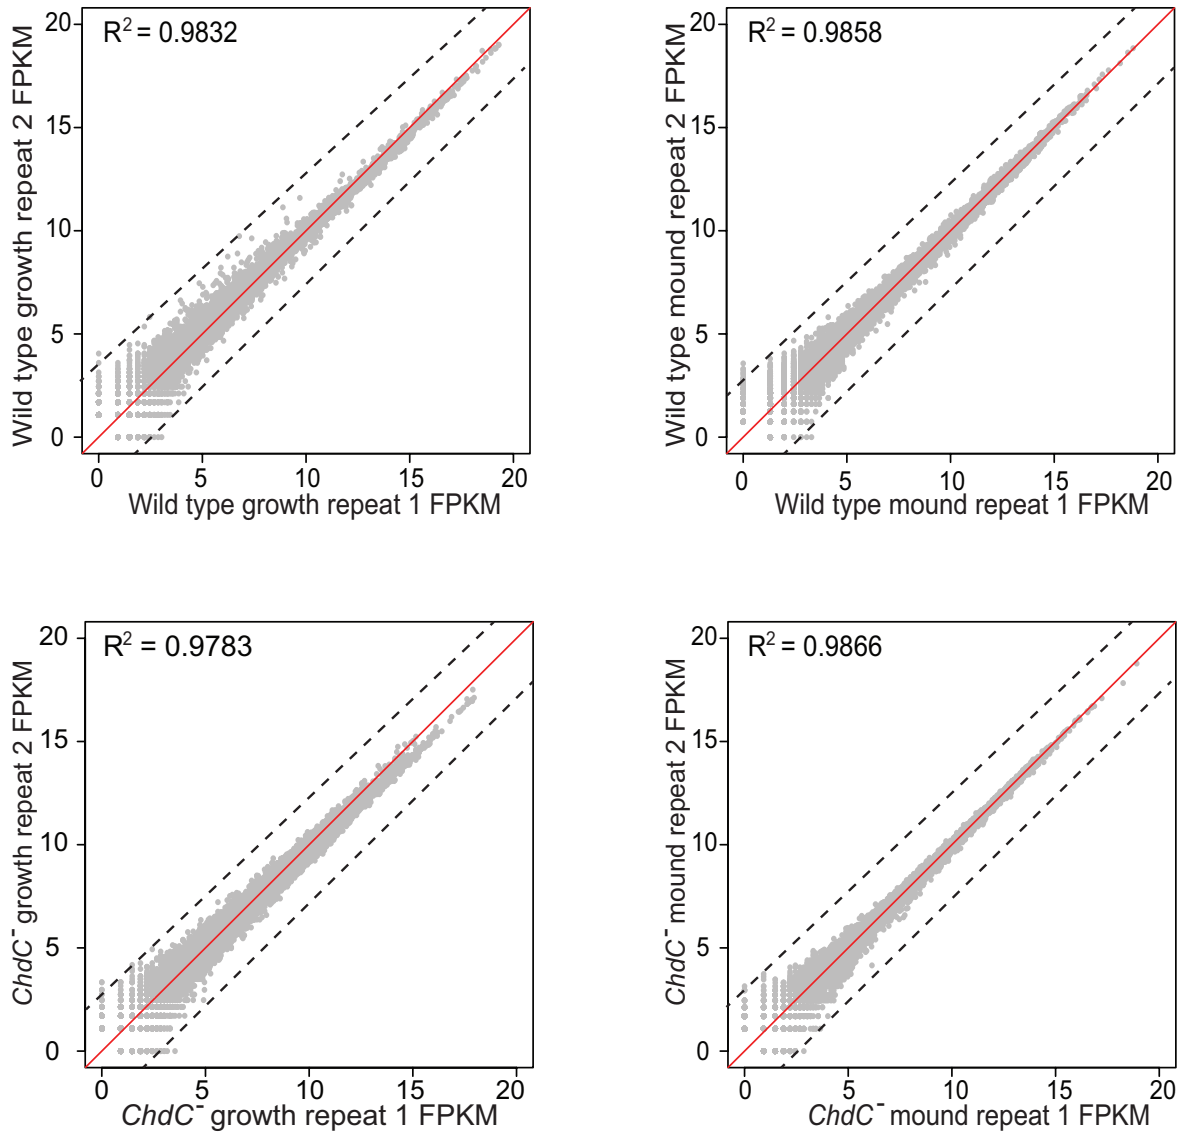 R² = 0.9832
Wild type growth repeat 2 FPKM
20
15
10
5
0
0 5 10 15 20
Wild type growth repeat 1 FPKM
R² = 0.9858
Wild type mound repeat 2 FPKM
20
15
10
5
0
0 5 10 15 20
Wild type mound repeat 1 FPKM
R² = 0.9783
ChdC⁻ growth repeat 2 FPKM
20
15
10
5
0
0 5 10 15 20
ChdC⁻ growth repeat 1 FPKM
R² = 0.9866
ChdC⁻ mound repeat 2 FPKM
20
15
10
5
0
0 5 10 15 20
ChdC⁻ mound repeat 1 FPKM